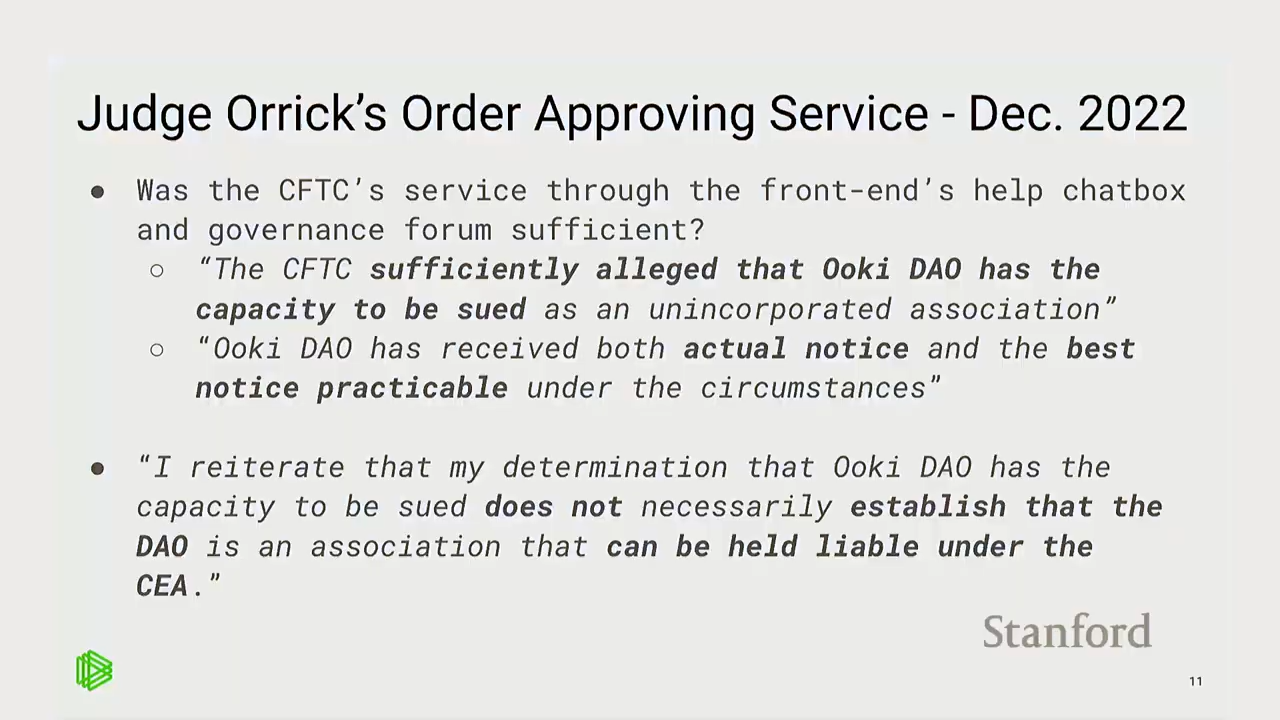 Judge Orrick’s Order Approving Service - Dec. 2022
● Was the CFTC’s service through the front-end’s help chatbox
and governance forum sufficient?
○ “The CFTC sufficiently alleged that Ooki DAO has the
capacity to be sued as an unincorporated association”
○ “Ooki DAO has received both actual notice and the best
notice practicable under the circumstances”
● “I reiterate that my determination that Ooki DAO has the
capacity to be sued does not necessarily establish that the
DAO is an association that can be held liable under the
CEA.”
Stanford
11